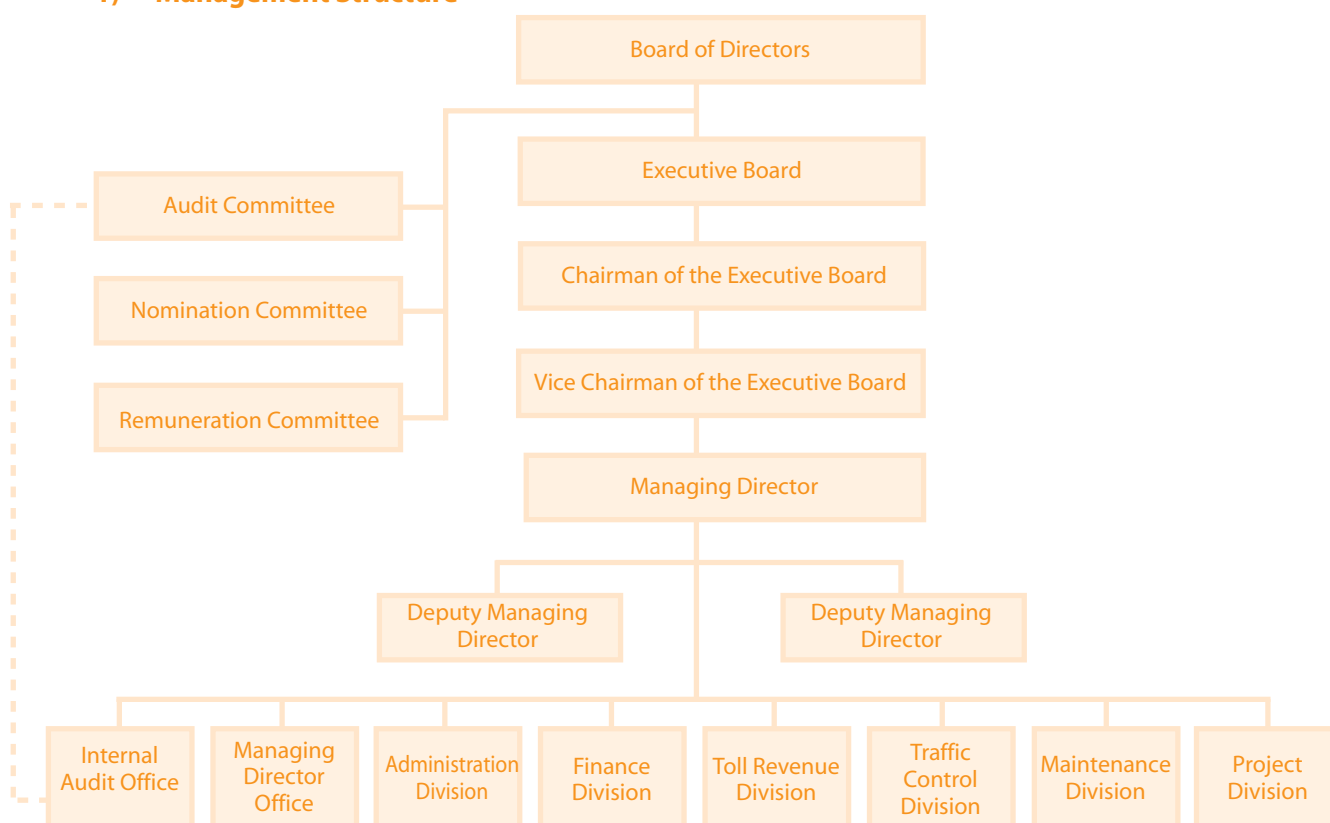 Management Structure
Board of Directors
Executive Board
Audit Committee
Chairman of the Executive Board
Nomination Committee
Vice Chairman of the Executive Board
Remuneration Committee
Managing Director
Deputy Managing
Director
Deputy Managing
Director
Internal
Audit Office
Managing
Director
Office
Administration
Division
Finance
Division
Toll Revenue
Division
Traffic
Control
Division
Maintenance
Division
Project
Division